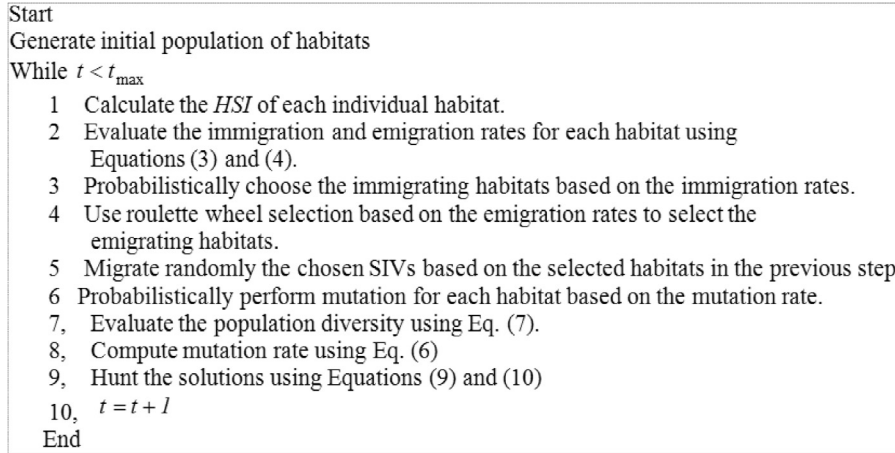 Start
Generate initial population of habitats
While t < tmax
1 Calculate the HSI of each individual habitat.
2 Evaluate the immigration and emigration rates for each habitat using
Equations (3) and (4).
3 Probabilistically choose the immigrating habitats based on the immigration rates.
4 Use roulette wheel selection based on the emigration rates to select the
emigrating habitats.
5 Migrate randomly the chosen SIVs based on the selected habitats in the previous step
6 Probabilistically perform mutation for each habitat based on the mutation rate.
7, Evaluate the population diversity using Eq. (7).
8, Compute mutation rate using Eq. (6)
9, Hunt the solutions using Equations (9) and (10)
10, t = t + 1
End